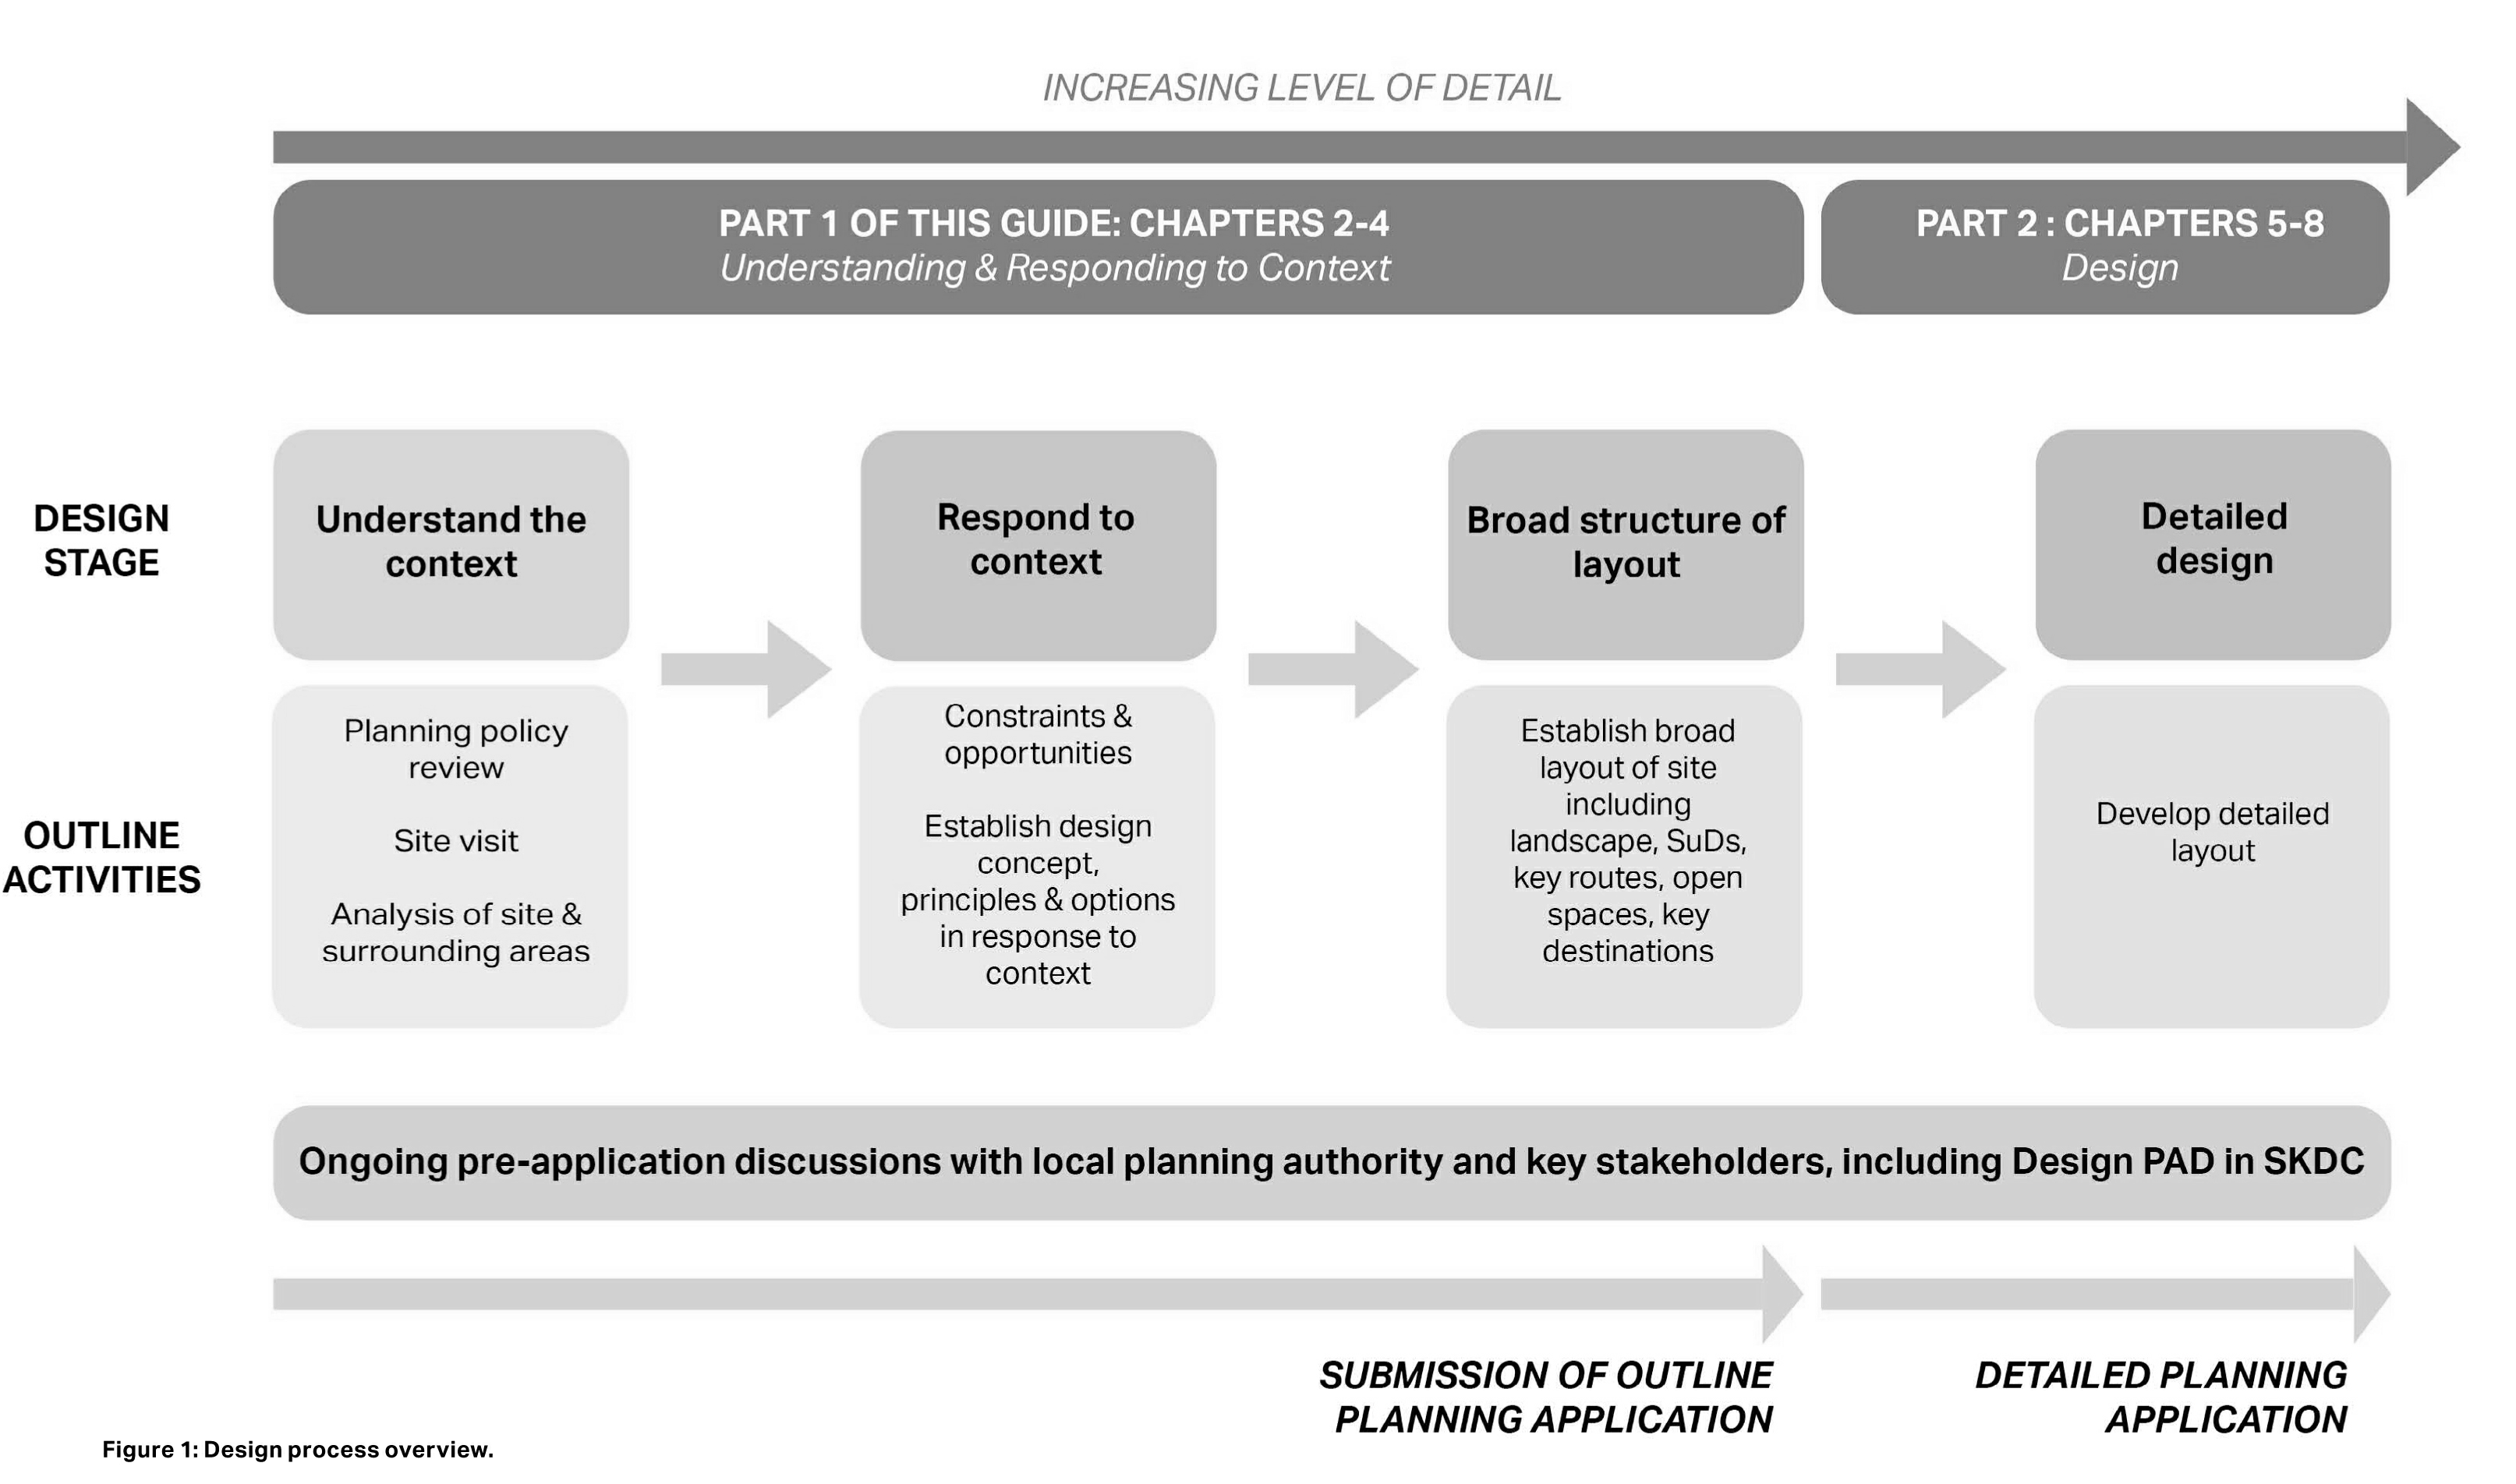 INCREASING LEVEL OF DETAIL
PART 1 OF THIS GUIDE: CHAPTERS 2-4
Understanding & Responding to Context
PART 2 : CHAPTERS 5-8
Design
DESIGN
STAGE
Understand the
context
Respond to
context
Broad structure of
layout
Detailed
design
OUTLINE
ACTIVITIES
Planning policy
review
Site visit
Analysis of site &
surrounding areas
Constraints &
opportunities
Establish design
concept,
principles & options
in response to
context
Establish broad
layout of site
including
landscape, SuDs,
key routes, open
spaces, key
destinations
Develop detailed
layout
Ongoing pre-application discussions with local planning authority and key stakeholders, including Design PAD in SKDC
SUBMISSION OF OUTLINE
PLANNING APPLICATION
DETAILED PLANNING
APPLICATION
Figure 1: Design process overview.